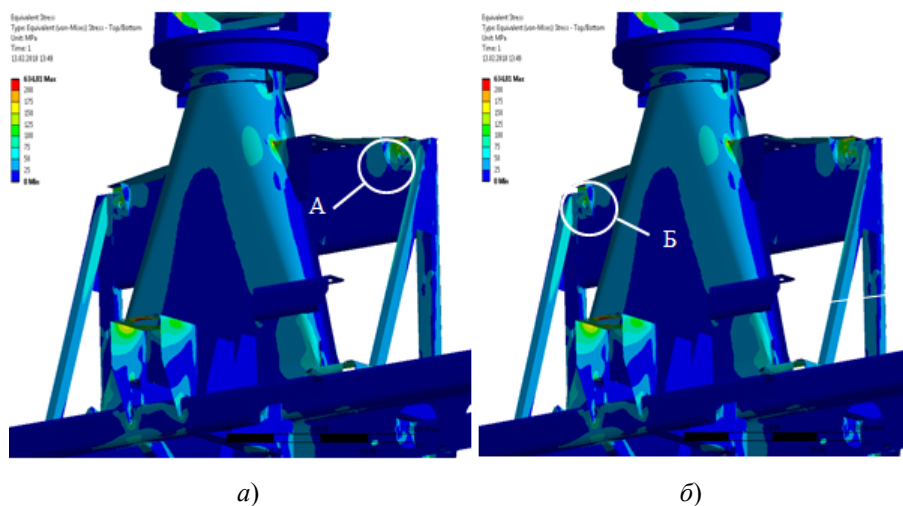 Equivalent Stress
Type: Equivalent (von-Mises) Stress - Top/Bottom
Unit: MPa
Time: 1
13.02.2018 13:49
634,81 Max
200
175
150
125
100
75
50
25
0 Min
А
Equivalent Stress
Type: Equivalent (von-Mises) Stress - Top/Bottom
Unit: MPa
Time: 1
13.02.2018 13:49
634,81 Max
200
175
150
125
100
75
50
25
0 Min
Б
а)
б)